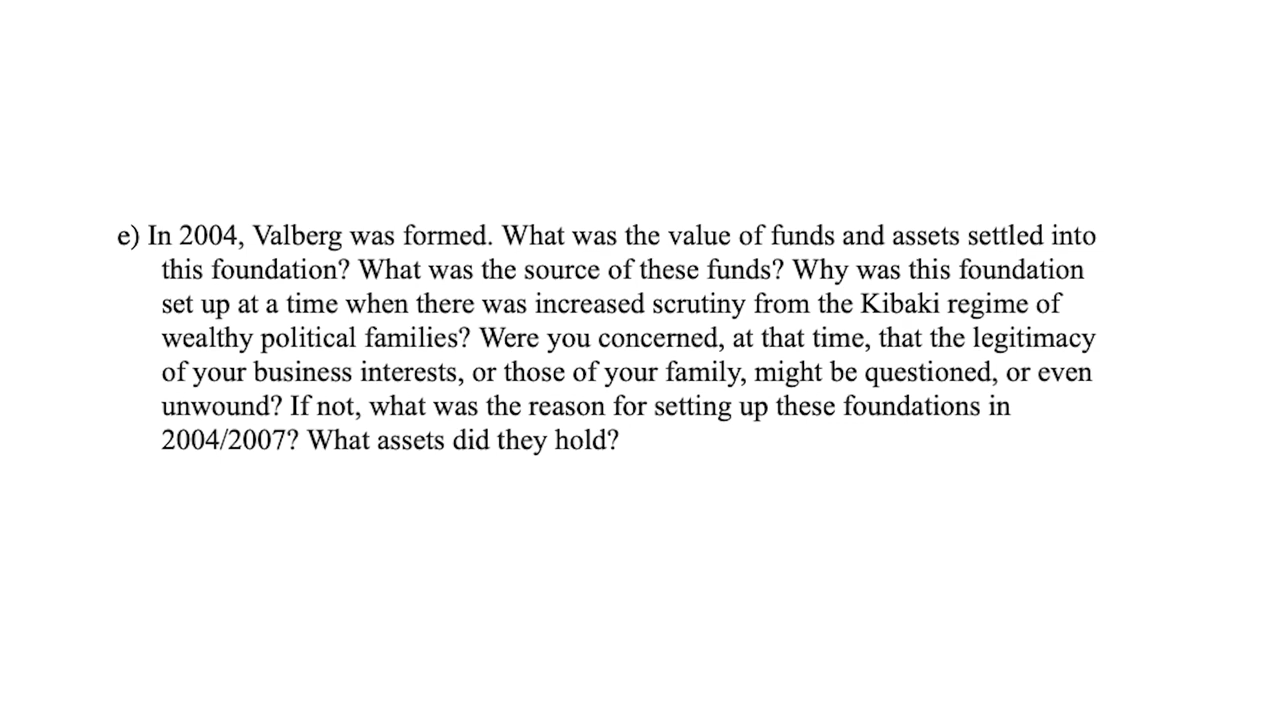 e) In 2004, Valberg was formed. What was the value of funds and assets settled into
this foundation? What was the source of these funds? Why was this foundation
set up at a time when there was increased scrutiny from the Kibaki regime of
wealthy political families? Were you concerned, at that time, that the legitimacy
of your business interests, or those of your family, might be questioned, or even
unwound? If not, what was the reason for setting up these foundations in
2004/2007? What assets did they hold?